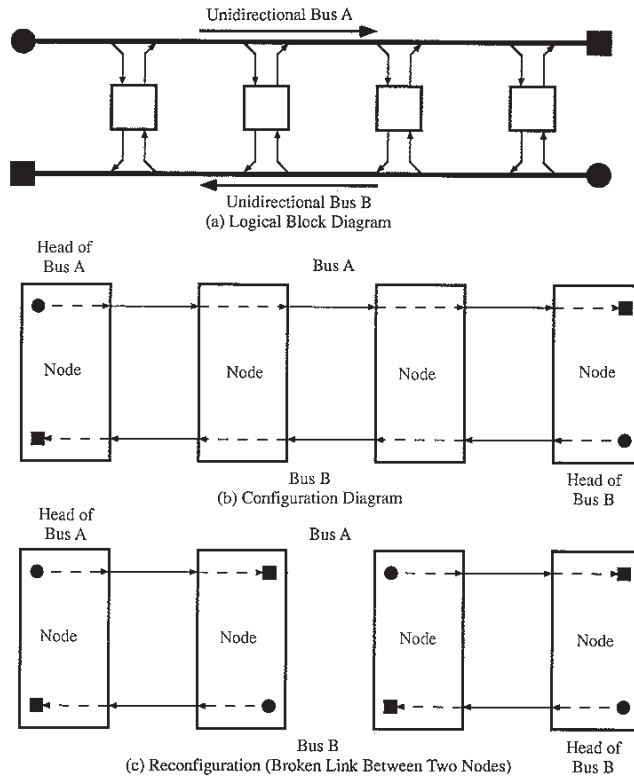 Unidirectional Bus A
Unidirectional Bus B
(a) Logical Block Diagram
Head of
Bus A
Bus A
Node
Node
Node
Node
Bus B
Head of
Bus B
(b) Configuration Diagram
Head of
Bus A
Bus A
Node
Node
Node
Node
Bus B
Head of
Bus B
(c) Reconfiguration (Broken Link Between Two Nodes)